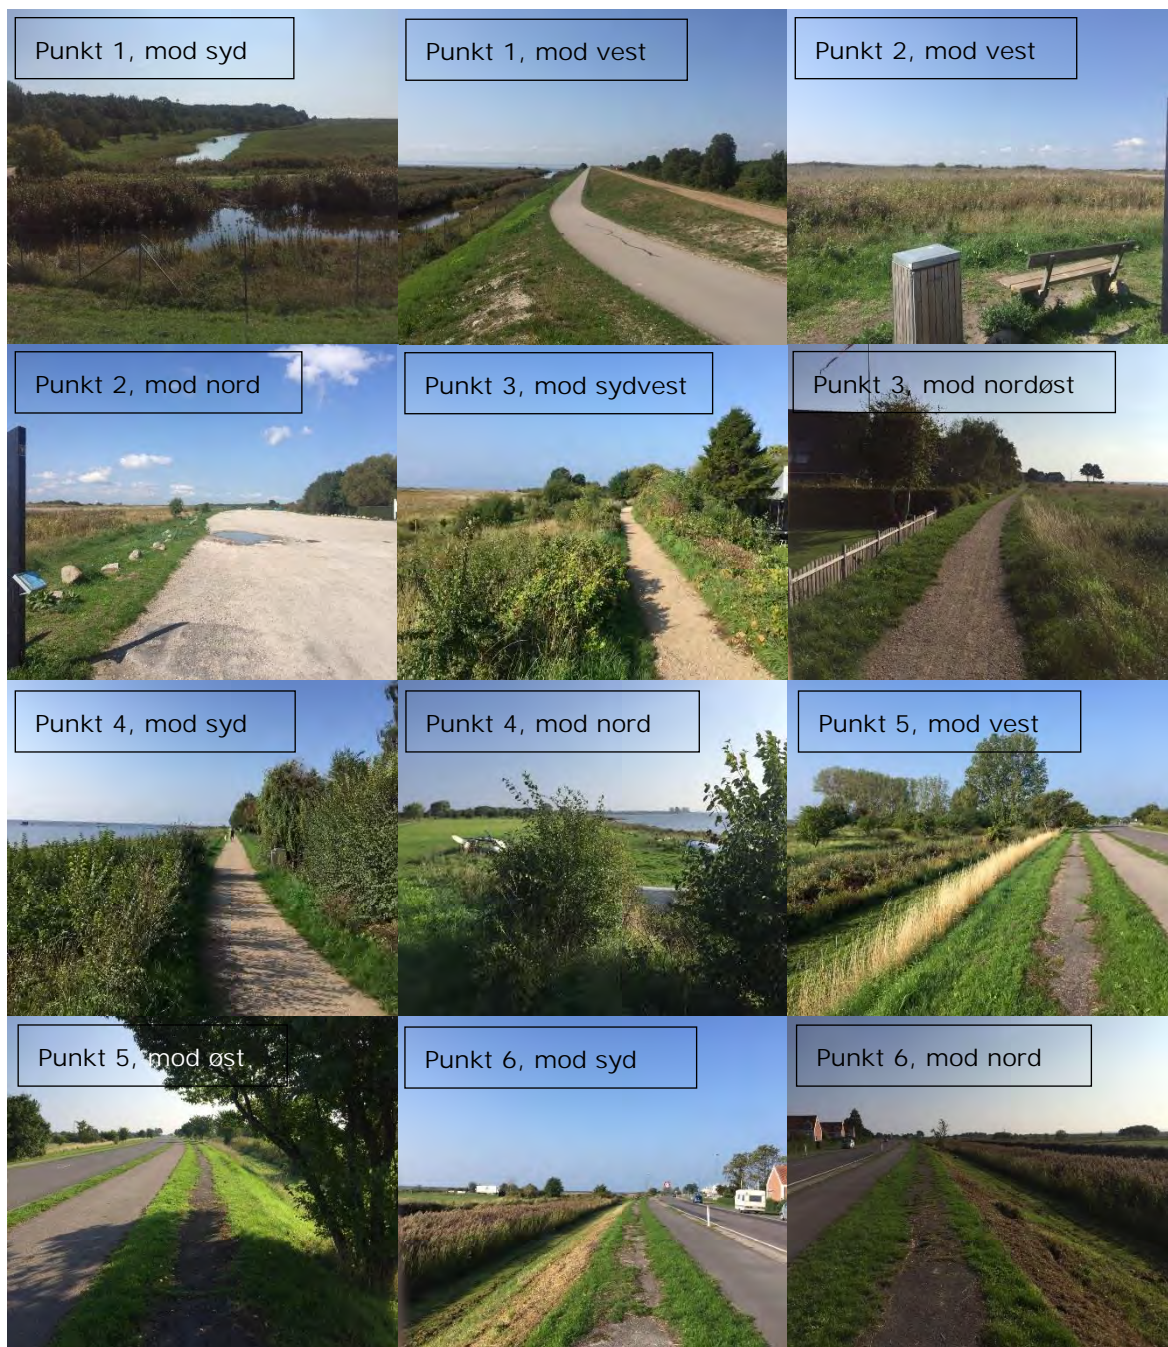 Punkt 1, mod syd
Punkt 1, mod vest
Punkt 2, mod vest
Punkt 2, mod nord
Punkt 3, mod sydvest
Punkt 3, mod nordøst
Punkt 4, mod syd
Punkt 4, mod nord
Punkt 5, mod vest
Punkt 5, mod øst
Punkt 6, mod syd
Punkt 6, mod nord